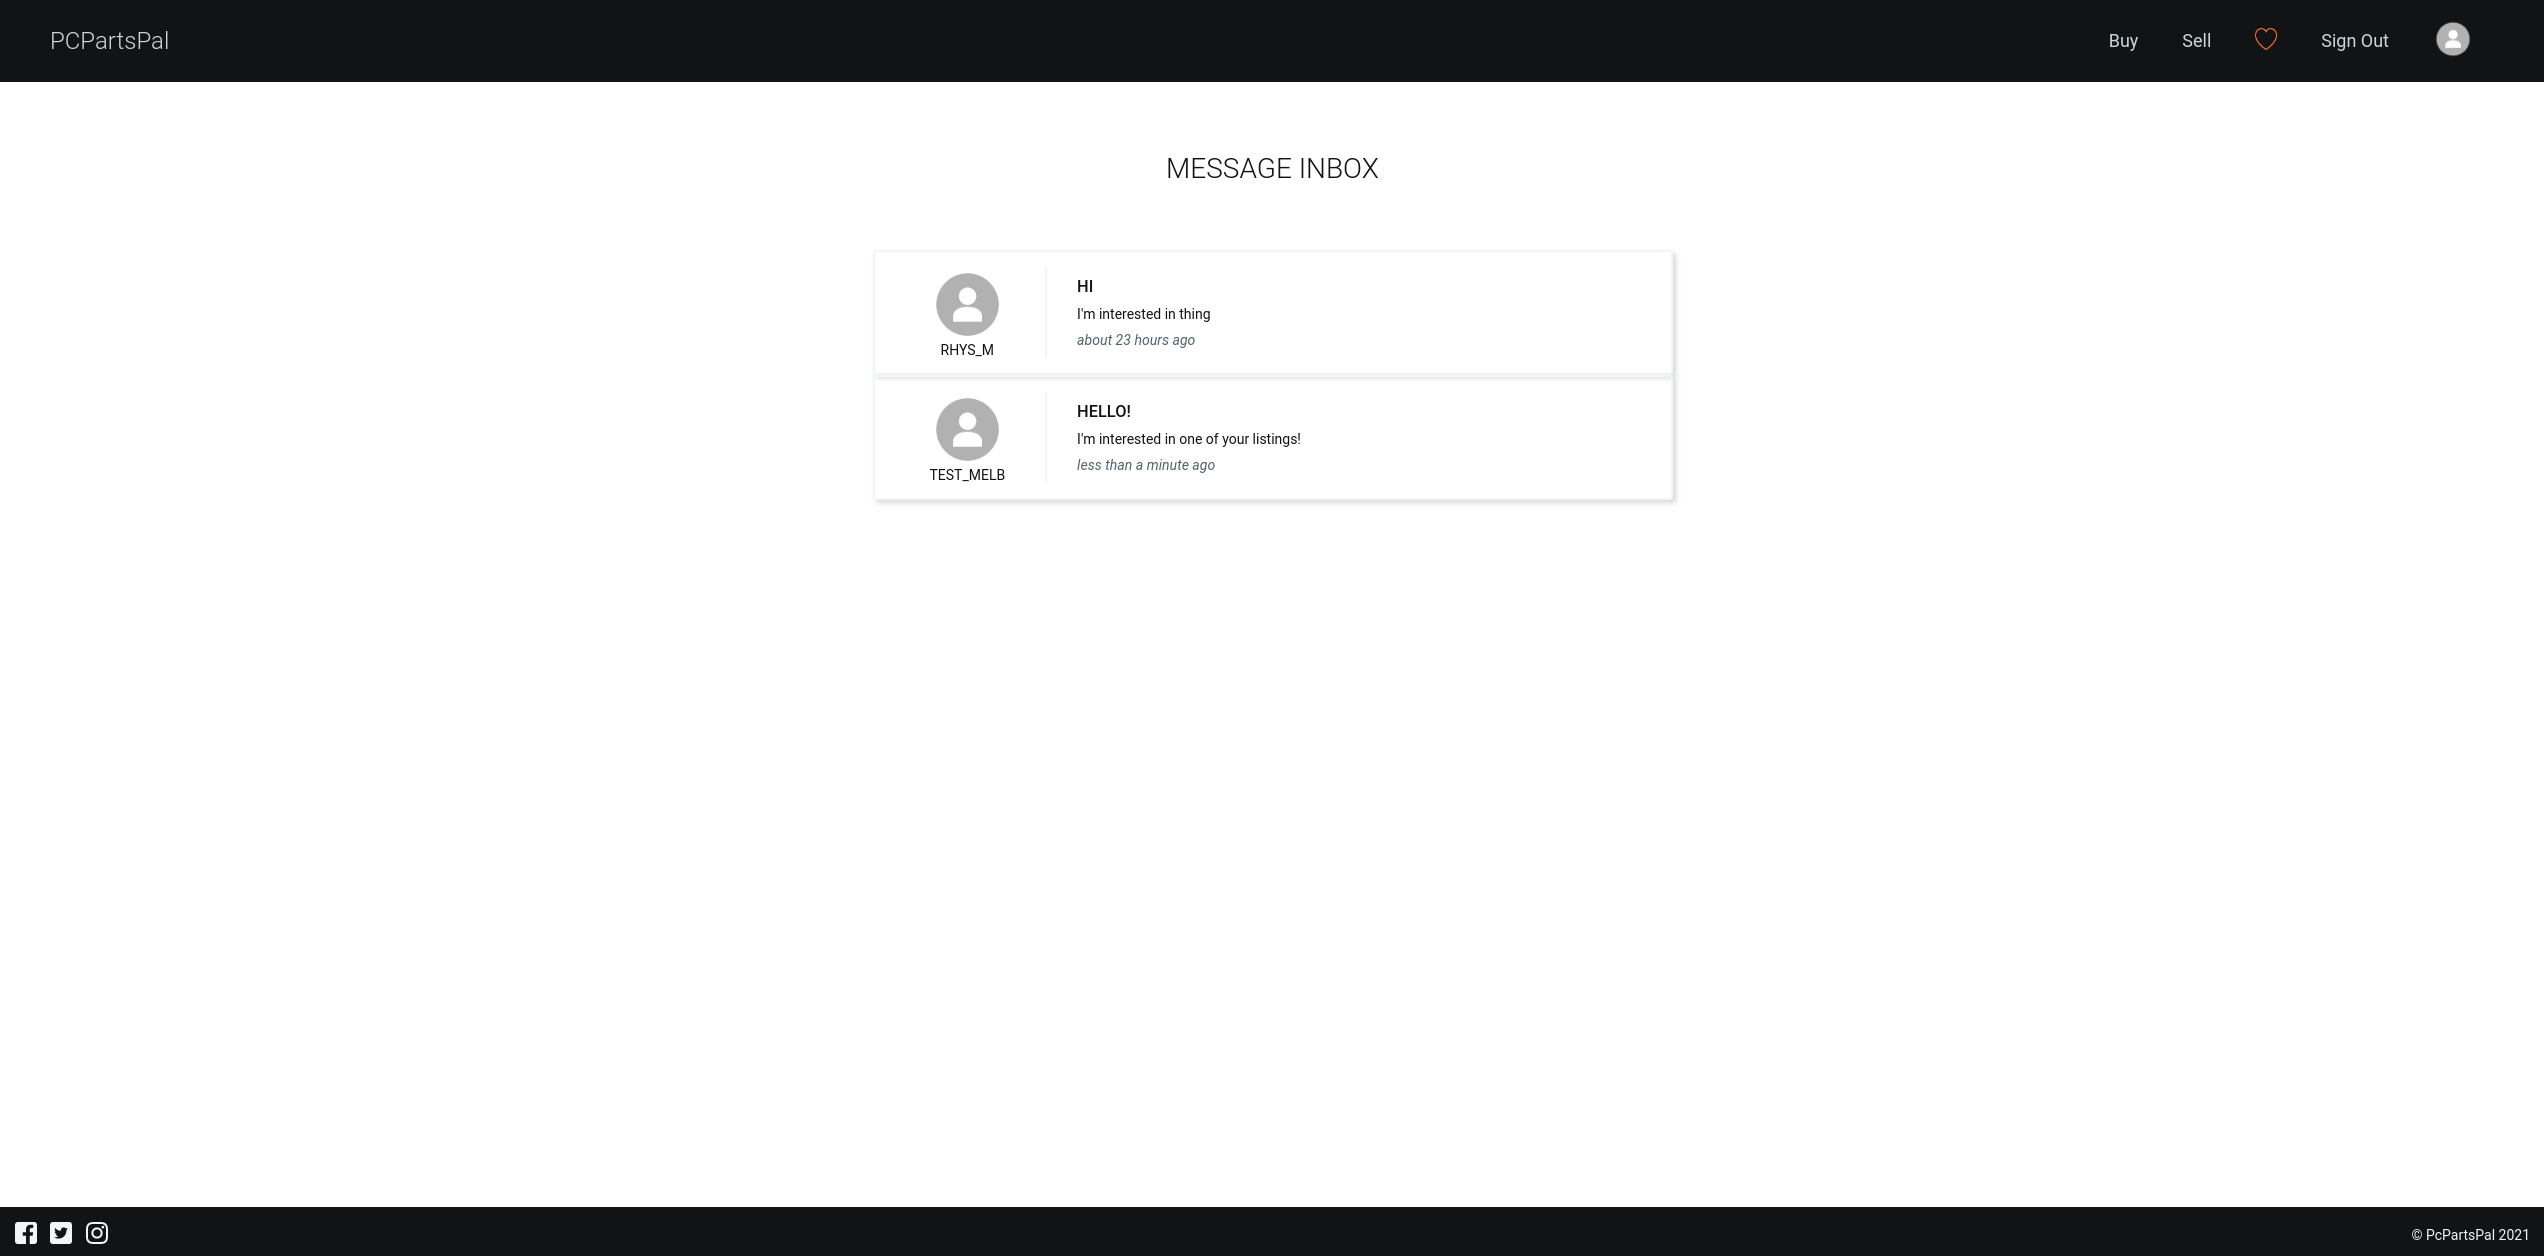 PCPartsPal
Buy
Sell
Sign Out
MESSAGE INBOX
HI
I'm interested in thing
about 23 hours ago
RHYS_M
HELLO!
I'm interested in one of your listings!
less than a minute ago
TEST_MELB
© PcPartsPal 2021